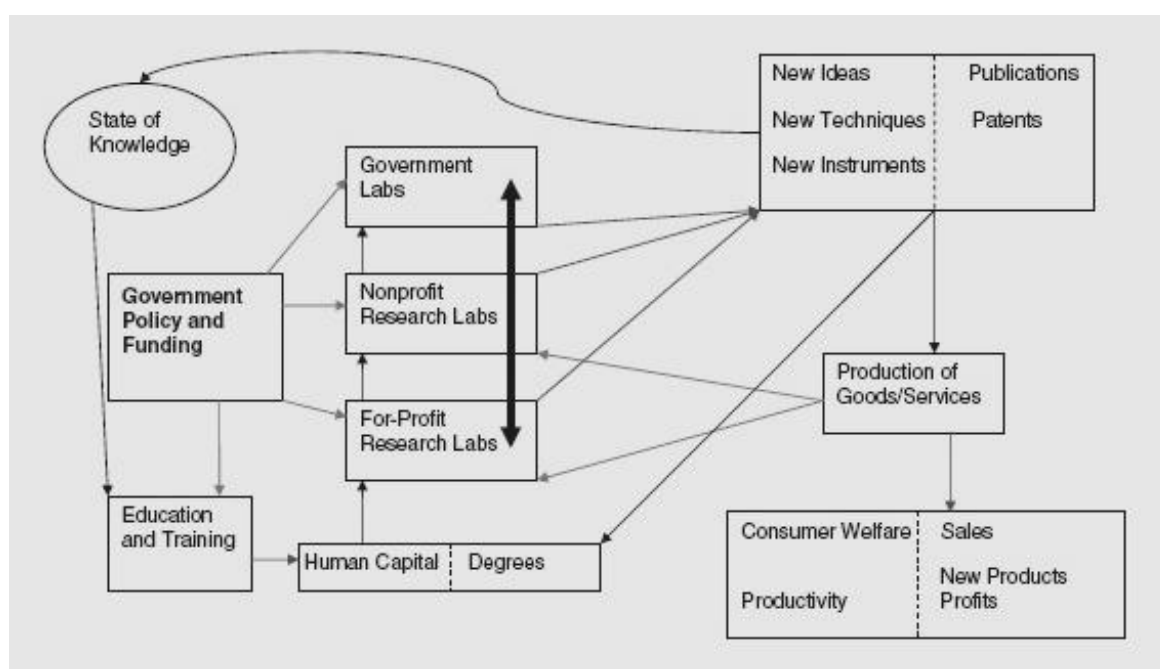 State of
Knowledge
New Ideas
Publications
New Techniques
Patents
New Instruments
Government
Labs
Government
Policy and
Funding
Nonprofit
Research Labs
For-Profit
Research Labs
Production of
Goods/Services
Education
and Training
Human Capital
Degrees
Consumer Welfare
Sales
New Products
Productivity
Profits